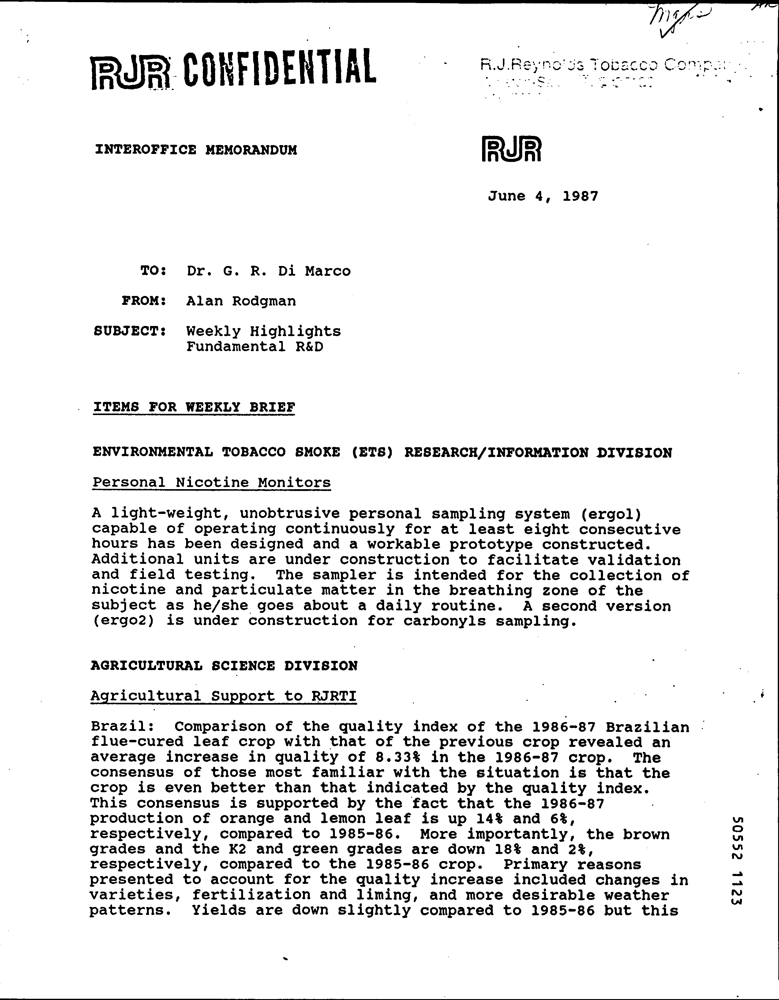 RJR CONFIDENTIAL
R.J.Reynolds Tobacco
INTEROFFICE MEMORANDUM
RJR
June 4, 1987
TO: Dr. G. R. Di Marco
FROM: Alan Rodgman
SUBJECT: Weekly Highlights
Fundamental R&D
ITEMS FOR WEEKLY BRIEF
ENVIRONMENTAL TOBACCO SMOKE (ETS) RESEARCH/INFORMATION DIVISION
Personal Nicotine Monitors
A light-weight, unobtrusive personal sampling system (ergol)
capable of operating continuously for at least eight consecutive
hours has been designed and a workable prototype constructed.
Additional units are under construction to facilitate validation
and field testing. The sampler is intended for the collection of
nicotine and particulate matter in the breathing zone of the
subject as he/she goes about a daily routine. A second version
(ergo2) is under construction for carbonyls sampling.
AGRICULTURAL SCIENCE DIVISION
Agricultural Support to RJRTI
Brazil: Comparison of the quality index of the 1986-87 Brazilian
flue-cured leaf crop with that of the previous crop revealed an
average increase in quality of 8.33% in the 1986-87 crop. The
consensus of those most familiar with the situation is that the
crop is even better than that indicated by the quality index.
This consensus is supported by the fact that the 1986-87
production of orange and lemon leaf is up 14% and 6%,
respectively, compared to 1985-86. More importantly, the brown
grades and the K2 and green grades are down 18% and 2%,
respectively, compared to the 1985-86 crop. Primary reasons
presented to account for the quality increase included changes in
varieties, fertilization and liming, and more desirable weather
patterns. Yields are down slightly compared to 1985-86 but this
50552 1123